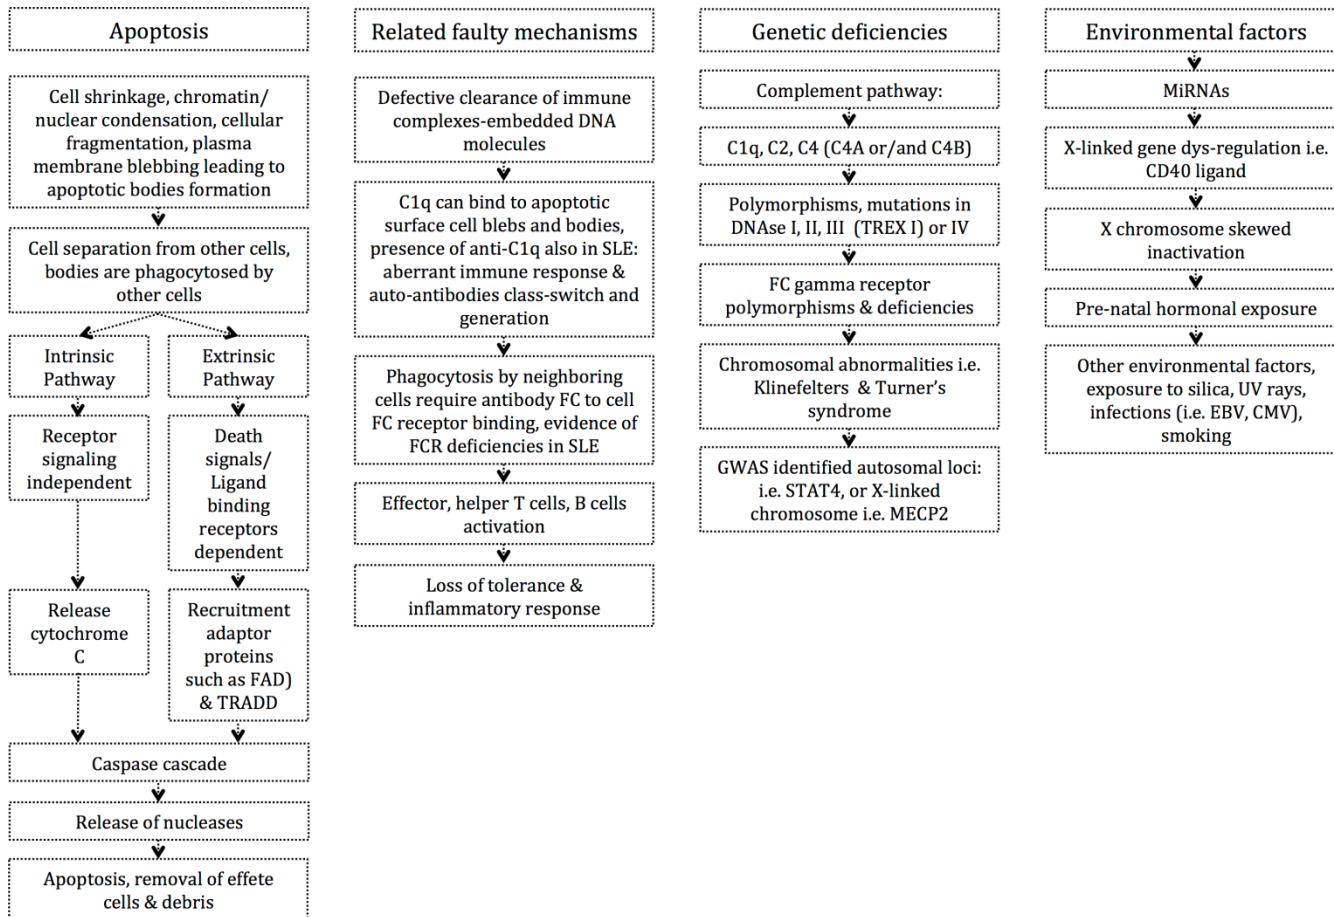 Apoptosis
Cell shrinkage, chromatin/
nuclear condensation, cellular
fragmentation, plasma
membrane blebbing leading to
apoptotic bodies formation
Cell separation from other cells,
bodies are phagocytosed by
other cells
Intrinsic
Pathway
Receptor
signaling
independent
Release
cytochrome
C
Extrinsic
Pathway
Death
signals/
Ligand
binding
receptors
dependent
Recruitment
adaptor
proteins
such as FAD)
& TRADD
Caspase cascade
Release of nucleases
Apoptosis, removal of effete
cells & debris
Related faulty mechanisms
Defective clearance of immune
complexes-embedded DNA
molecules
C1q can bind to apoptotic
surface cell blebs and bodies,
presence of anti-C1q also in SLE:
aberrant immune response &
auto-antibodies class-switch and
generation
Phagocytosis by neighboring
cells require antibody FC to cell
FC receptor binding, evidence of
FCR deficiencies in SLE
Effector, helper T cells, B cells
activation
Loss of tolerance &
inflammatory response
Genetic deficiencies
Complement pathway:
C1q, C2, C4 (C4A or/and C4B)
Polymorphisms, mutations in
DNAse I, II, III (TREX I) or IV
FC gamma receptor
polymorphisms & deficiencies
Chromosomal abnormalities i.e.
Klinefelters & Turner's
syndrome
GWAS identified autosomal loci:
i.e. STAT4, or X-linked
chromosome i.e. MECP2
Environmental factors
MiRNAs
X-linked gene dys-regulation i.e.
CD40 ligand
X chromosome skewed
inactivation
Pre-natal hormonal exposure
Other environmental factors,
exposure to silica, UV rays,
infections (i.e. EBV, CMV),
smoking